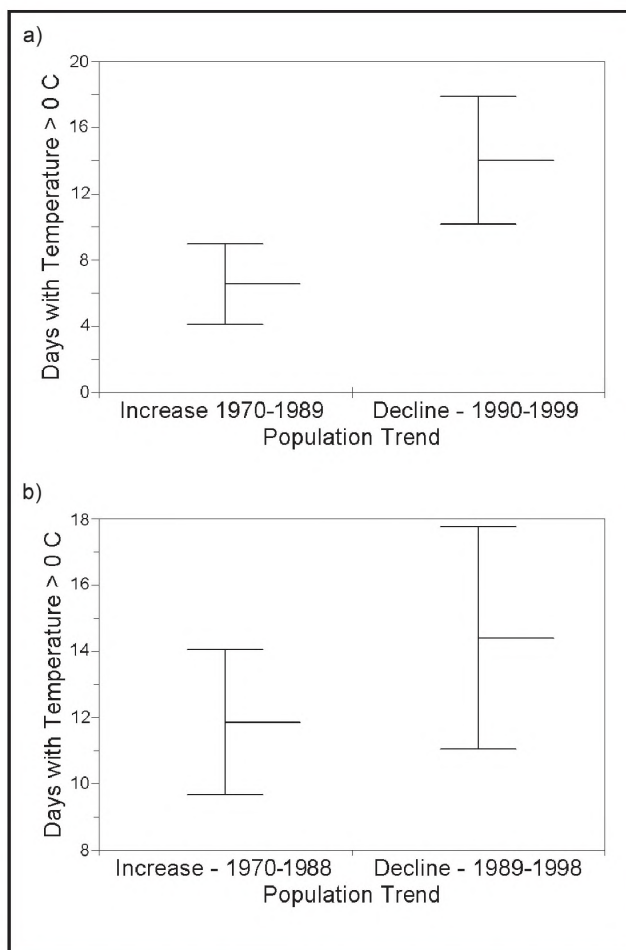 a)
Days with Temperature > 0 C
20
16
12
8
4
0
Increase 1970-1989 Decline - 1990-1999
Population Trend
b)
Days with Temperature > 0 C
18
16
14
12
10
8
Increase - 1970-1988 Decline - 1989-1998
Population Trend